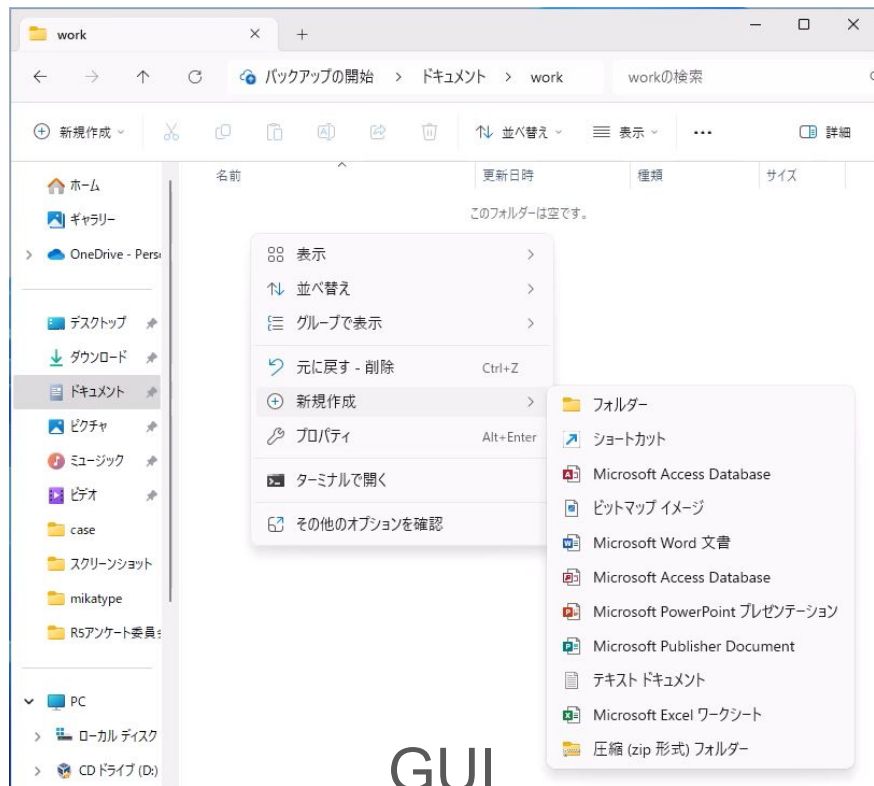 work
バックアップの開始 > ドキュメント > work workの検索
新規作成 並べ替え 表示 ... 詳細
名前 更新日時 種類 サイズ
このフォルダーは空です。
ホーム
ギャラリー
OneDrive - Pers
デスクトップ
ダウンロード
ドキュメント
ピクチャ
ミュージック
ビデオ
case
スクリーンショット
mikatype
R5アンケート委員会
PC
ローカル ディスク
CD ドライブ (D:)
表示
並べ替え
グループで表示
元に戻す - 削除 Ctrl+Z
新規作成
プロパティ Alt+Enter
ターミナルで開く
その他のオプションを確認
フォルダー
ショートカット
Microsoft Access Database
ビットマップ イメージ
Microsoft Word 文書
Microsoft Access Database
Microsoft PowerPoint プレゼンテーション
Microsoft Publisher Document
テキスト ドキュメント
Microsoft Excel ワークシート
圧縮 (zip 形式) フォルダー
GUI